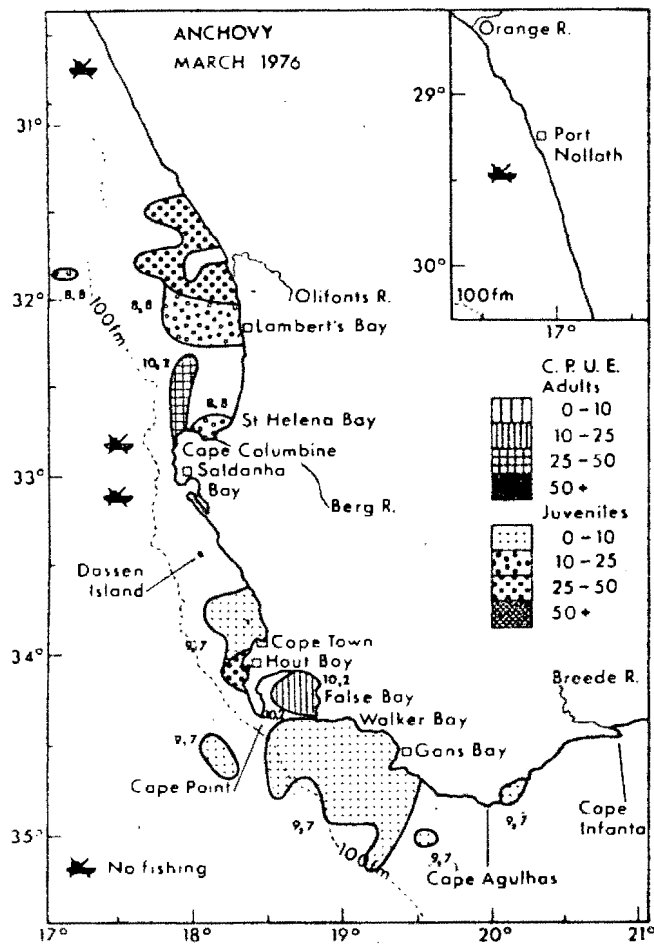 ANCHOVY
MARCH 1976
Orange R.
29°
Port
Nollath
30°
100fm
17°
31°
32°
33°
34°
35°
8,8
100fm
8,8
Olifonts R.
Lambert's Bay
10,2
8,8
St Helena Bay
Cape Columbine
Saldanha
Bay
Berg R.
Dassen
Island
9,7
Cape Town
Hout Bay
10,2
False Bay
10,2
Walker Bay
Gans Bay
Breede R.
9,7
Cape Point
9,7
100fm
9,7
9,7
Cape Agulhas
Cape
Infanta
C. P. U. E.
Adults
0-10
10-25
25-50
50+
Juveniles
0-10
10-25
25-50
50+
No fishing
17°
18°
19°
20°
21°